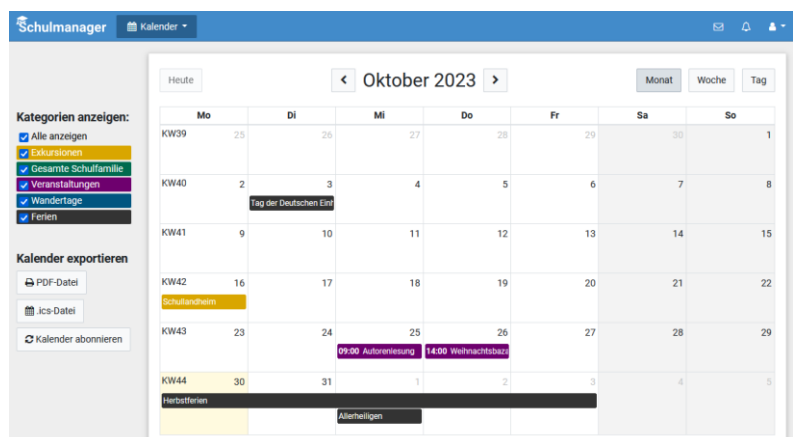 Schulmanager Kalender
Heute Oktober 2023 Monat Woche Tag
Kategorien anzeigen:
Alle anzeigen
Exkursionen
Gesamte Schulfamilie
Veranstaltungen
Wandertage
Ferien
Kalender exportieren
PDF-Datei
.ics-Datei
Kalender abonnieren
Mo Di Mi Do Fr Sa So
KW39 25 26 27 28 29 30 1
KW40 2 3 4 5 6 7 8
Tag der Deutschen Einh
KW41 9 10 11 12 13 14 15
KW42 16 17 18 19 20 21 22
Schullandheim
KW43 23 24 25 26 27 28 29
09:00 Autorenlesung 14:00 Weihnachtsbaza
KW44 30 31 1 2 3 4 5
Herbstferien
Allerheiligen